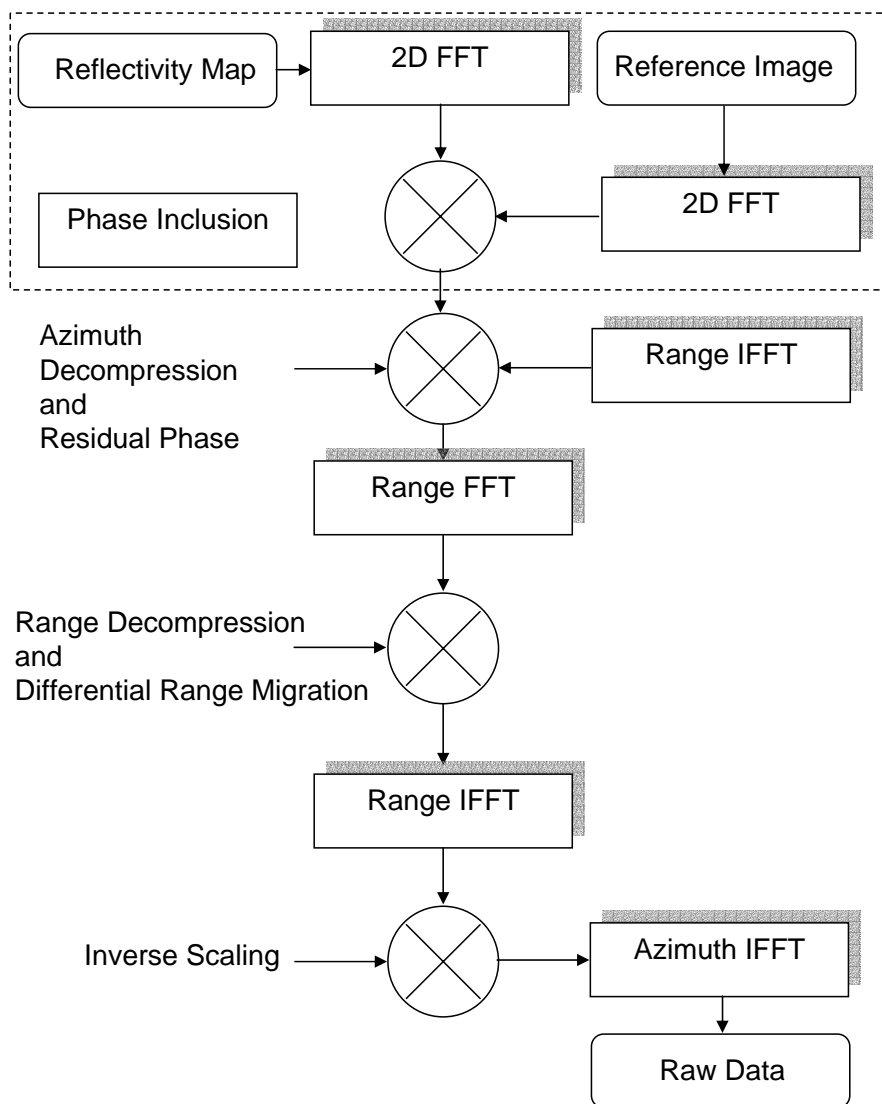 Reflectivity Map
2D FFT
Reference Image
Phase Inclusion
2D FFT
Azimuth
Decompression
and
Residual Phase
Range IFFT
Range FFT
Range Decompression
and
Differential Range Migration
Range IFFT
Inverse Scaling
Azimuth IFFT
Raw Data